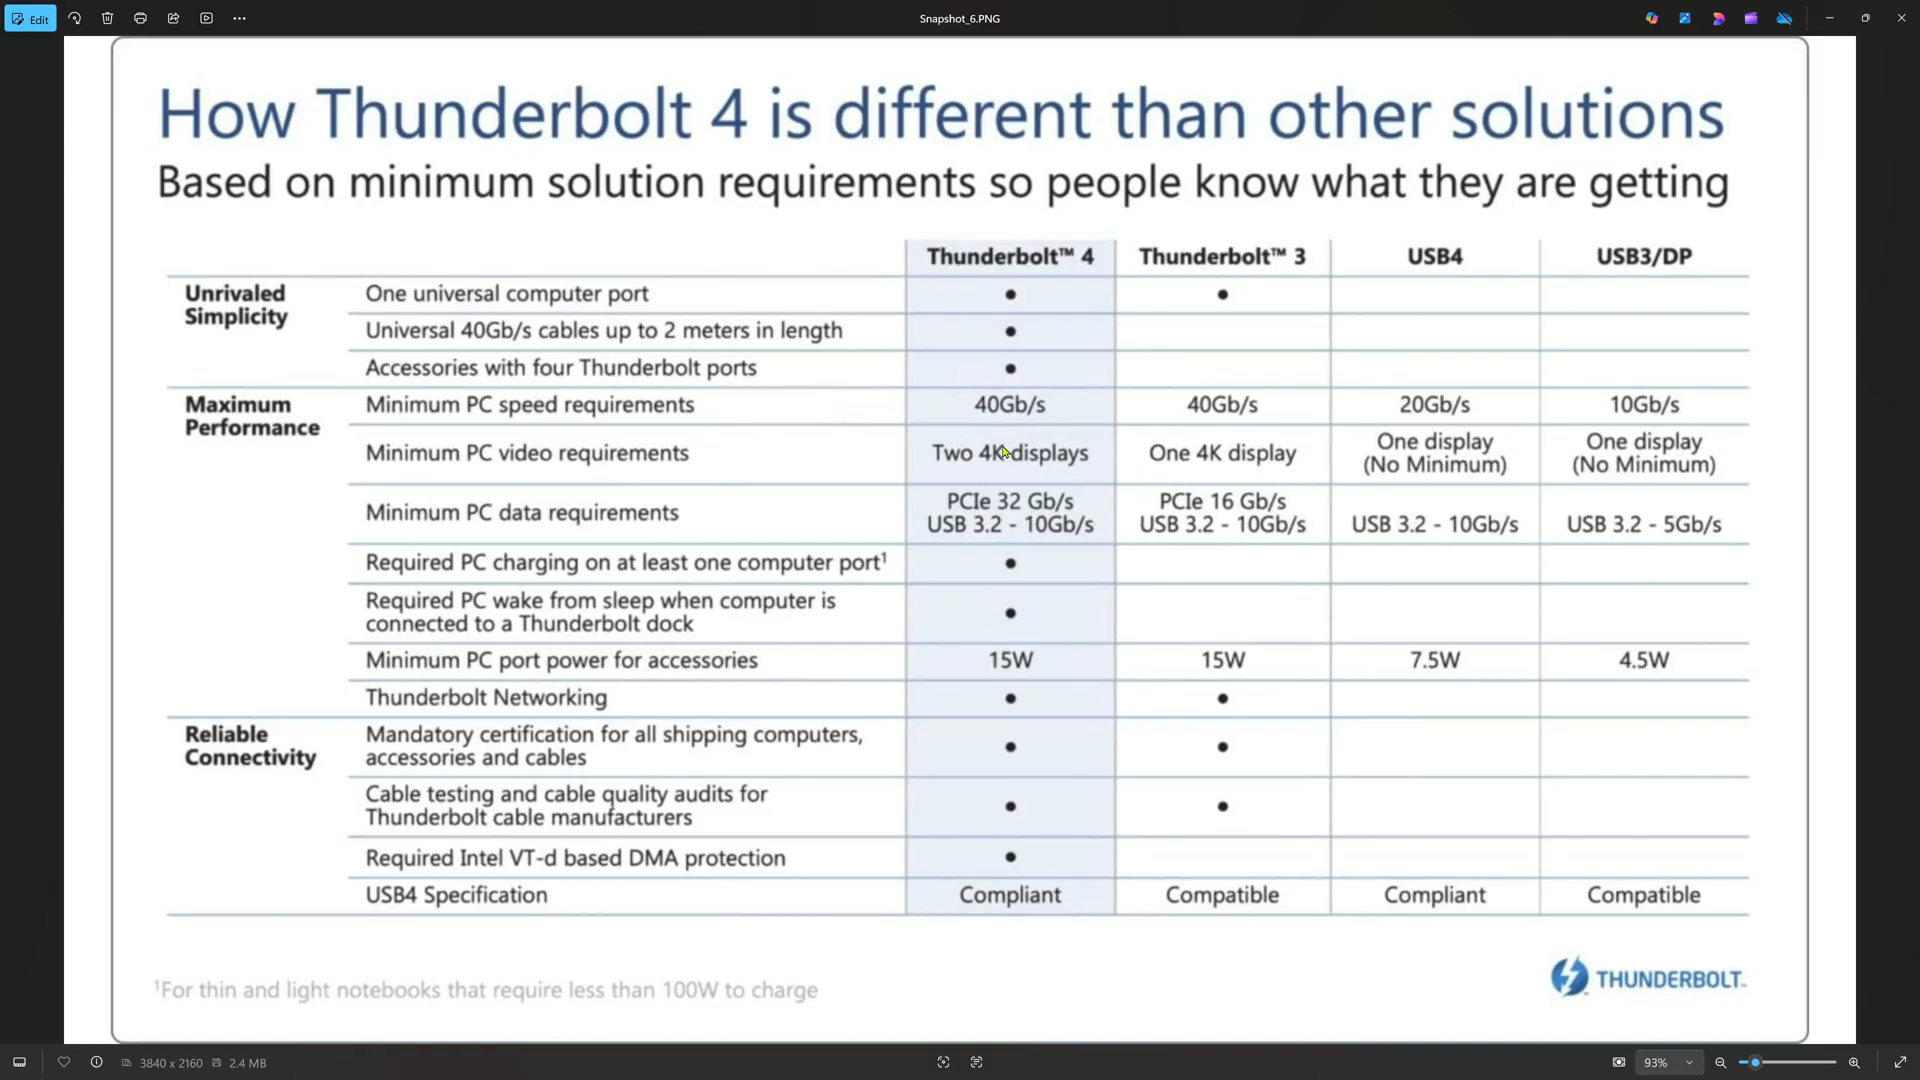 Edit
Snapshot_6.PNG
How Thunderbolt 4 is different than other solutions
Based on minimum solution requirements so people know what they are getting
Thunderbolt™ 4 Thunderbolt™ 3 USB4 USB3/DP
Unrivaled
Simplicity
One universal computer port • •
Universal 40Gb/s cables up to 2 meters in length •
Accessories with four Thunderbolt ports •
Maximum
Performance
Minimum PC speed requirements 40Gb/s 40Gb/s 20Gb/s 10Gb/s
Minimum PC video requirements Two 4K displays One 4K display One display
(No Minimum) One display
(No Minimum)
Minimum PC data requirements PCIe 32 Gb/s
USB 3.2 - 10Gb/s PCIe 16 Gb/s
USB 3.2 - 10Gb/s USB 3.2 - 10Gb/s USB 3.2 - 5Gb/s
Required PC charging on at least one computer port¹ •
Required PC wake from sleep when computer is
connected to a Thunderbolt dock •
Minimum PC port power for accessories 15W 15W 7.5W 4.5W
Thunderbolt Networking • •
Reliable
Connectivity
Mandatory certification for all shipping computers,
accessories and cables • •
Cable testing and cable quality audits for
Thunderbolt cable manufacturers • •
Required Intel VT-d based DMA protection •
USB4 Specification Compliant Compatible Compliant Compatible
¹For thin and light notebooks that require less than 100W to charge
THUNDERBOLT™
3840 x 2160 2.4 MB
93%